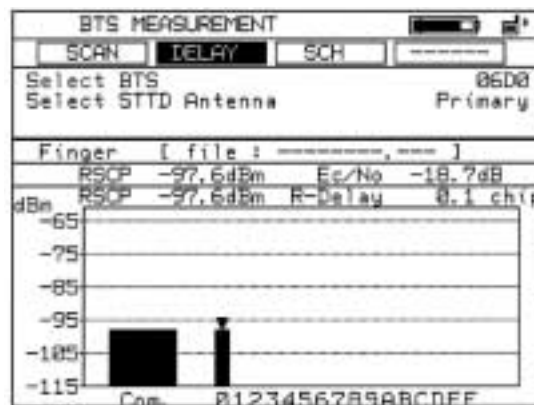 BTS MEASUREMENT
SCAN DELAY SCH ------
Select BTS 06D0
Select STTD Antenna Primary
Finger [ file : --------.--- ]
RSCP -97.6dBm Ec/No -18.7dB
RSCP -97.6dBm R-Delay 0.1 chip
dBm
-65
-75
-85
-95
-105
-115
Com. 0123456789ABCDEF